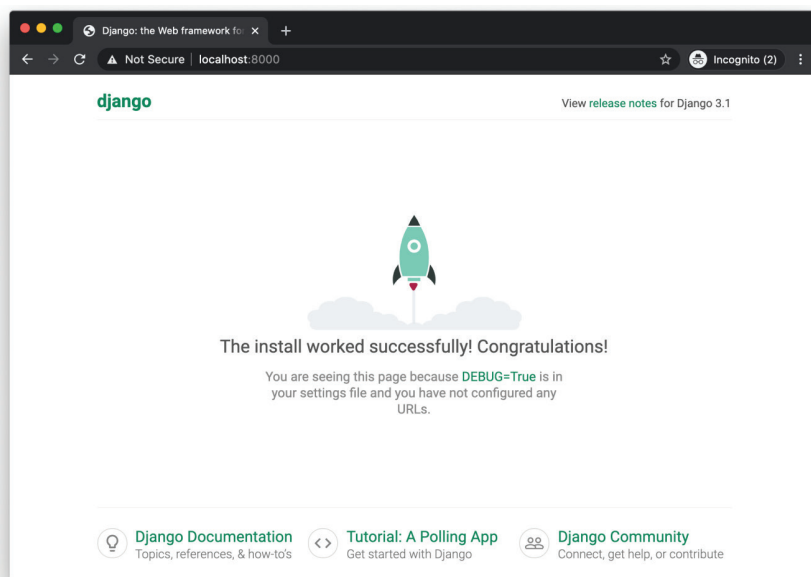 Django: the Web framework fo
Not Secure | localhost:8000
Incognito (2)
django
View release notes for Django 3.1
The install worked successfully! Congratulations!
You are seeing this page because DEBUG=True is in
your settings file and you have not configured any
URLs.
Django Documentation
Topics, references, & how-to's
Tutorial: A Polling App
Get started with Django
Django Community
Connect, get help, or contribute